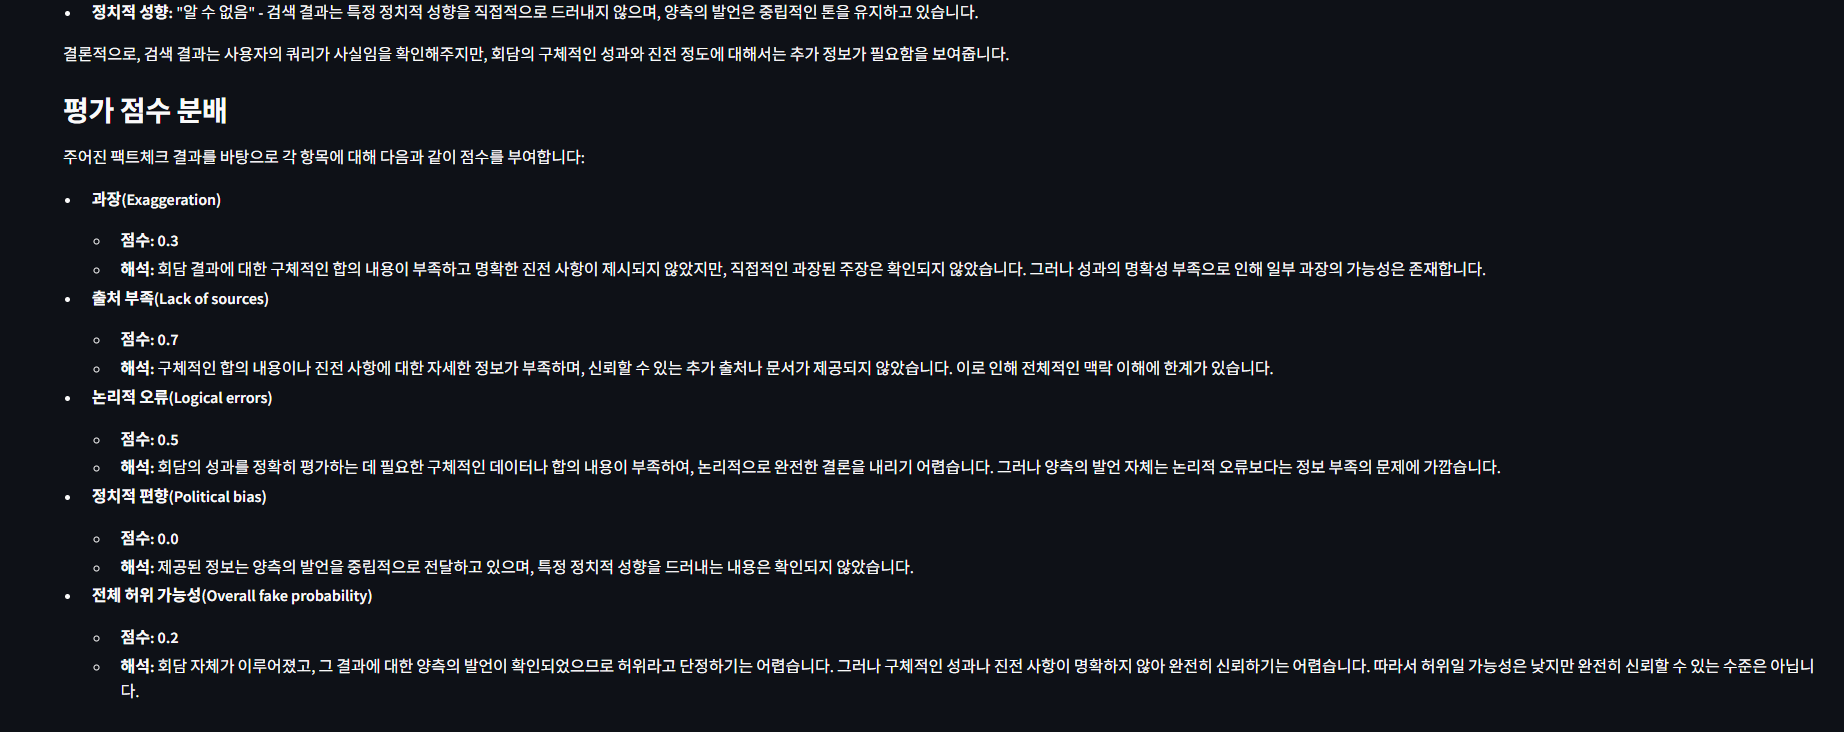 • 정치적 성향: "알 수 없음" - 검색 결과는 특정 정치적 성향을 직접적으로 드러내지 않으며, 양측의 발언은 중립적인 톤을 유지하고 있습니다.
결론적으로, 검색 결과는 사용자의 쿼리가 사실임을 확인해주지만, 회담의 구체적인 성과와 진전 정도에 대해서는 추가 정보가 필요함을 보여줍니다.
평가 점수 분배
주어진 팩트체크 결과를 바탕으로 각 항목에 대해 다음과 같이 점수를 부여합니다:
• 과장(Exaggeration)
◦ 점수: 0.3
◦ 해석: 회담 결과에 대한 구체적인 합의 내용이 부족하고 명확한 진전 사항이 제시되지 않았지만, 직접적인 과장된 주장은 확인되지 않았습니다. 그러나 성과의 명확성 부족으로 인해 일부 과장의 가능성은 존재합니다.
• 출처 부족(Lack of sources)
◦ 점수: 0.7
◦ 해석: 구체적인 합의 내용이나 진전 사항에 대한 자세한 정보가 부족하며, 신뢰할 수 있는 추가 출처나 문서가 제공되지 않았습니다. 이로 인해 전체적인 맥락 이해에 한계가 있습니다.
• 논리적 오류(Logical errors)
◦ 점수: 0.5
◦ 해석: 회담의 성과를 정확히 평가하는 데 필요한 구체적인 데이터나 합의 내용이 부족하여, 논리적으로 완전한 결론을 내리기 어렵습니다. 그러나 양측의 발언 자체는 논리적 오류보다는 정보 부족의 문제에 가깝습니다.
• 정치적 편향(Political bias)
◦ 점수: 0.0
◦ 해석: 제공된 정보는 양측의 발언을 중립적으로 전달하고 있으며, 특정 정치적 성향을 드러내는 내용은 확인되지 않았습니다.
• 전체 허위 가능성(Overall fake probability)
◦ 점수: 0.2
◦ 해석: 회담 자체가 이루어졌고, 그 결과에 대한 양측의 발언이 확인되었으므로 허위라고 단정하기는 어렵습니다. 그러나 구체적인 성과나 진전 사항이 명확하지 않아 완전히 신뢰하기는 어렵습니다. 따라서 허위일 가능성은 낮지만 완전히 신뢰할 수 있는 수준은 아닙니
다.